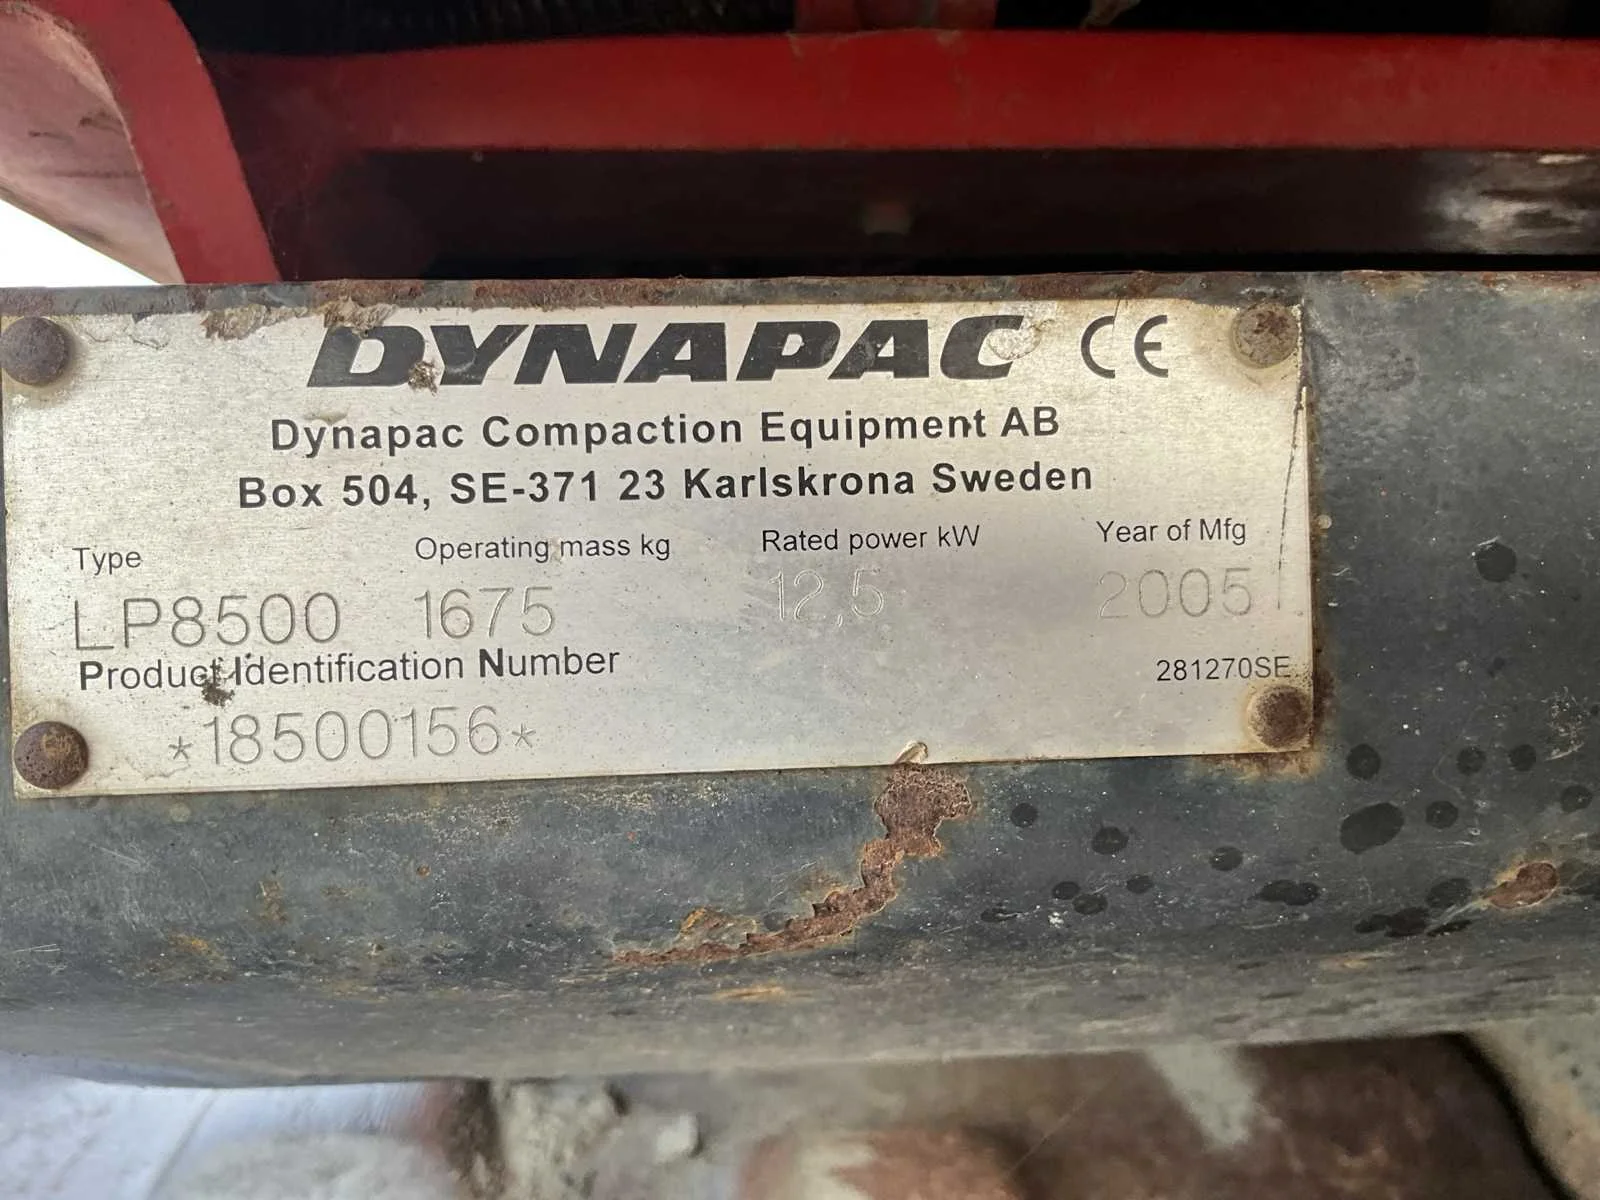 DYNAPAC CE
Dynapac Compaction Equipment AB
Box 504, SE-371 23 Karlskrona Sweden
Type Operating mass kg Rated power kW Year of Mfg
LP8500 1675 12,5 2005
Product Identification Number 281270SE
*18500156*